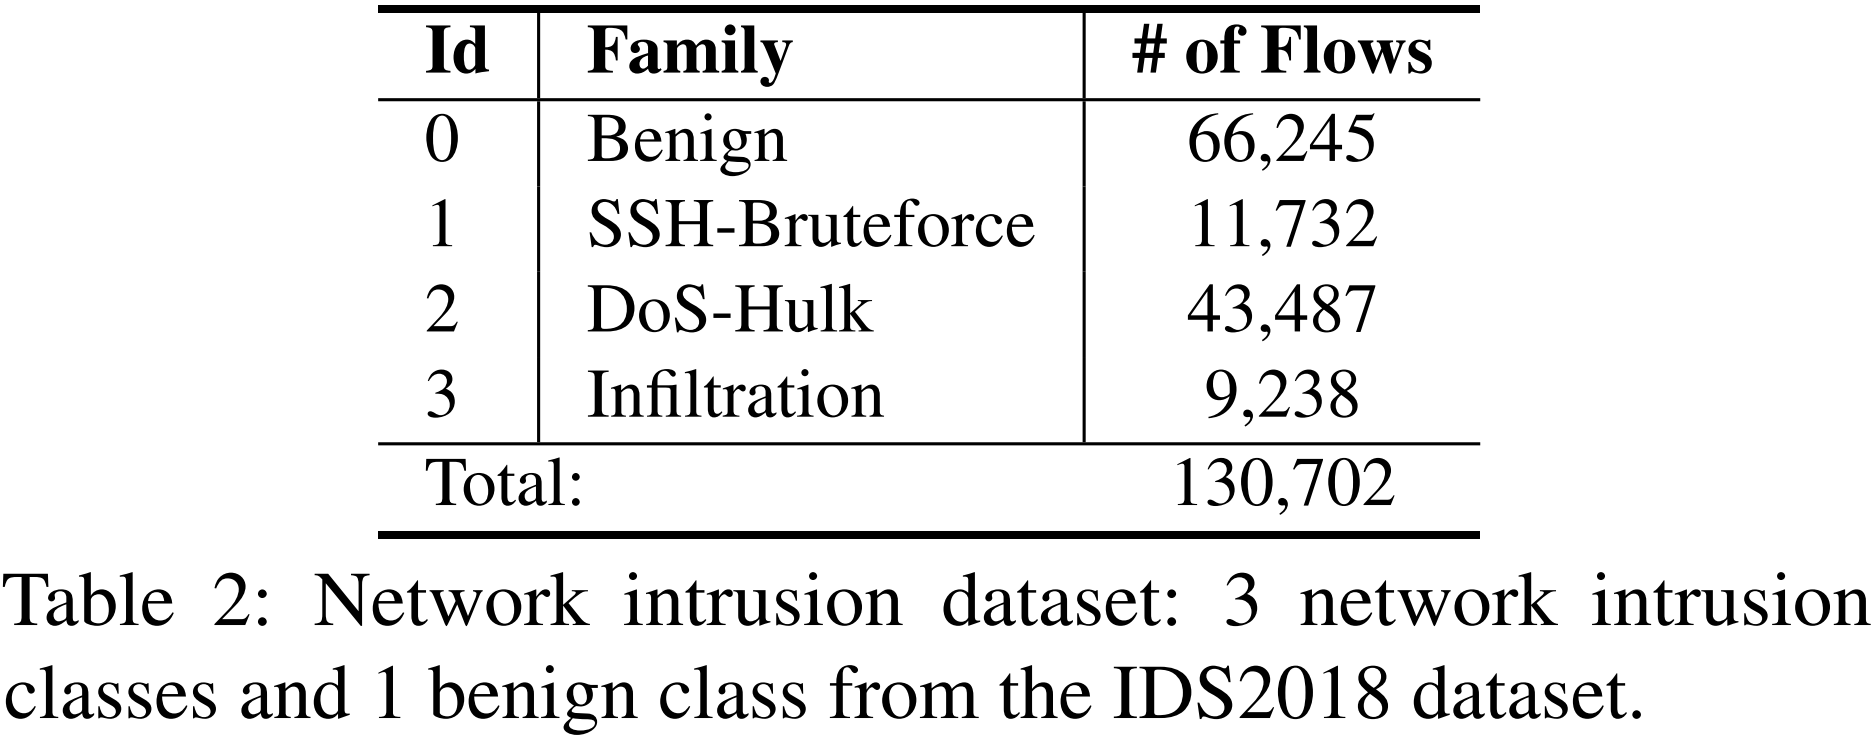 Id Family # of Flows
0 Benign 66,245
1 SSH-Bruteforce 11,732
2 DoS-Hulk 43,487
3 Infiltration 9,238
Total: 130,702
Table 2: Network intrusion dataset: 3 network intrusion
classes and 1 benign class from the IDS2018 dataset.